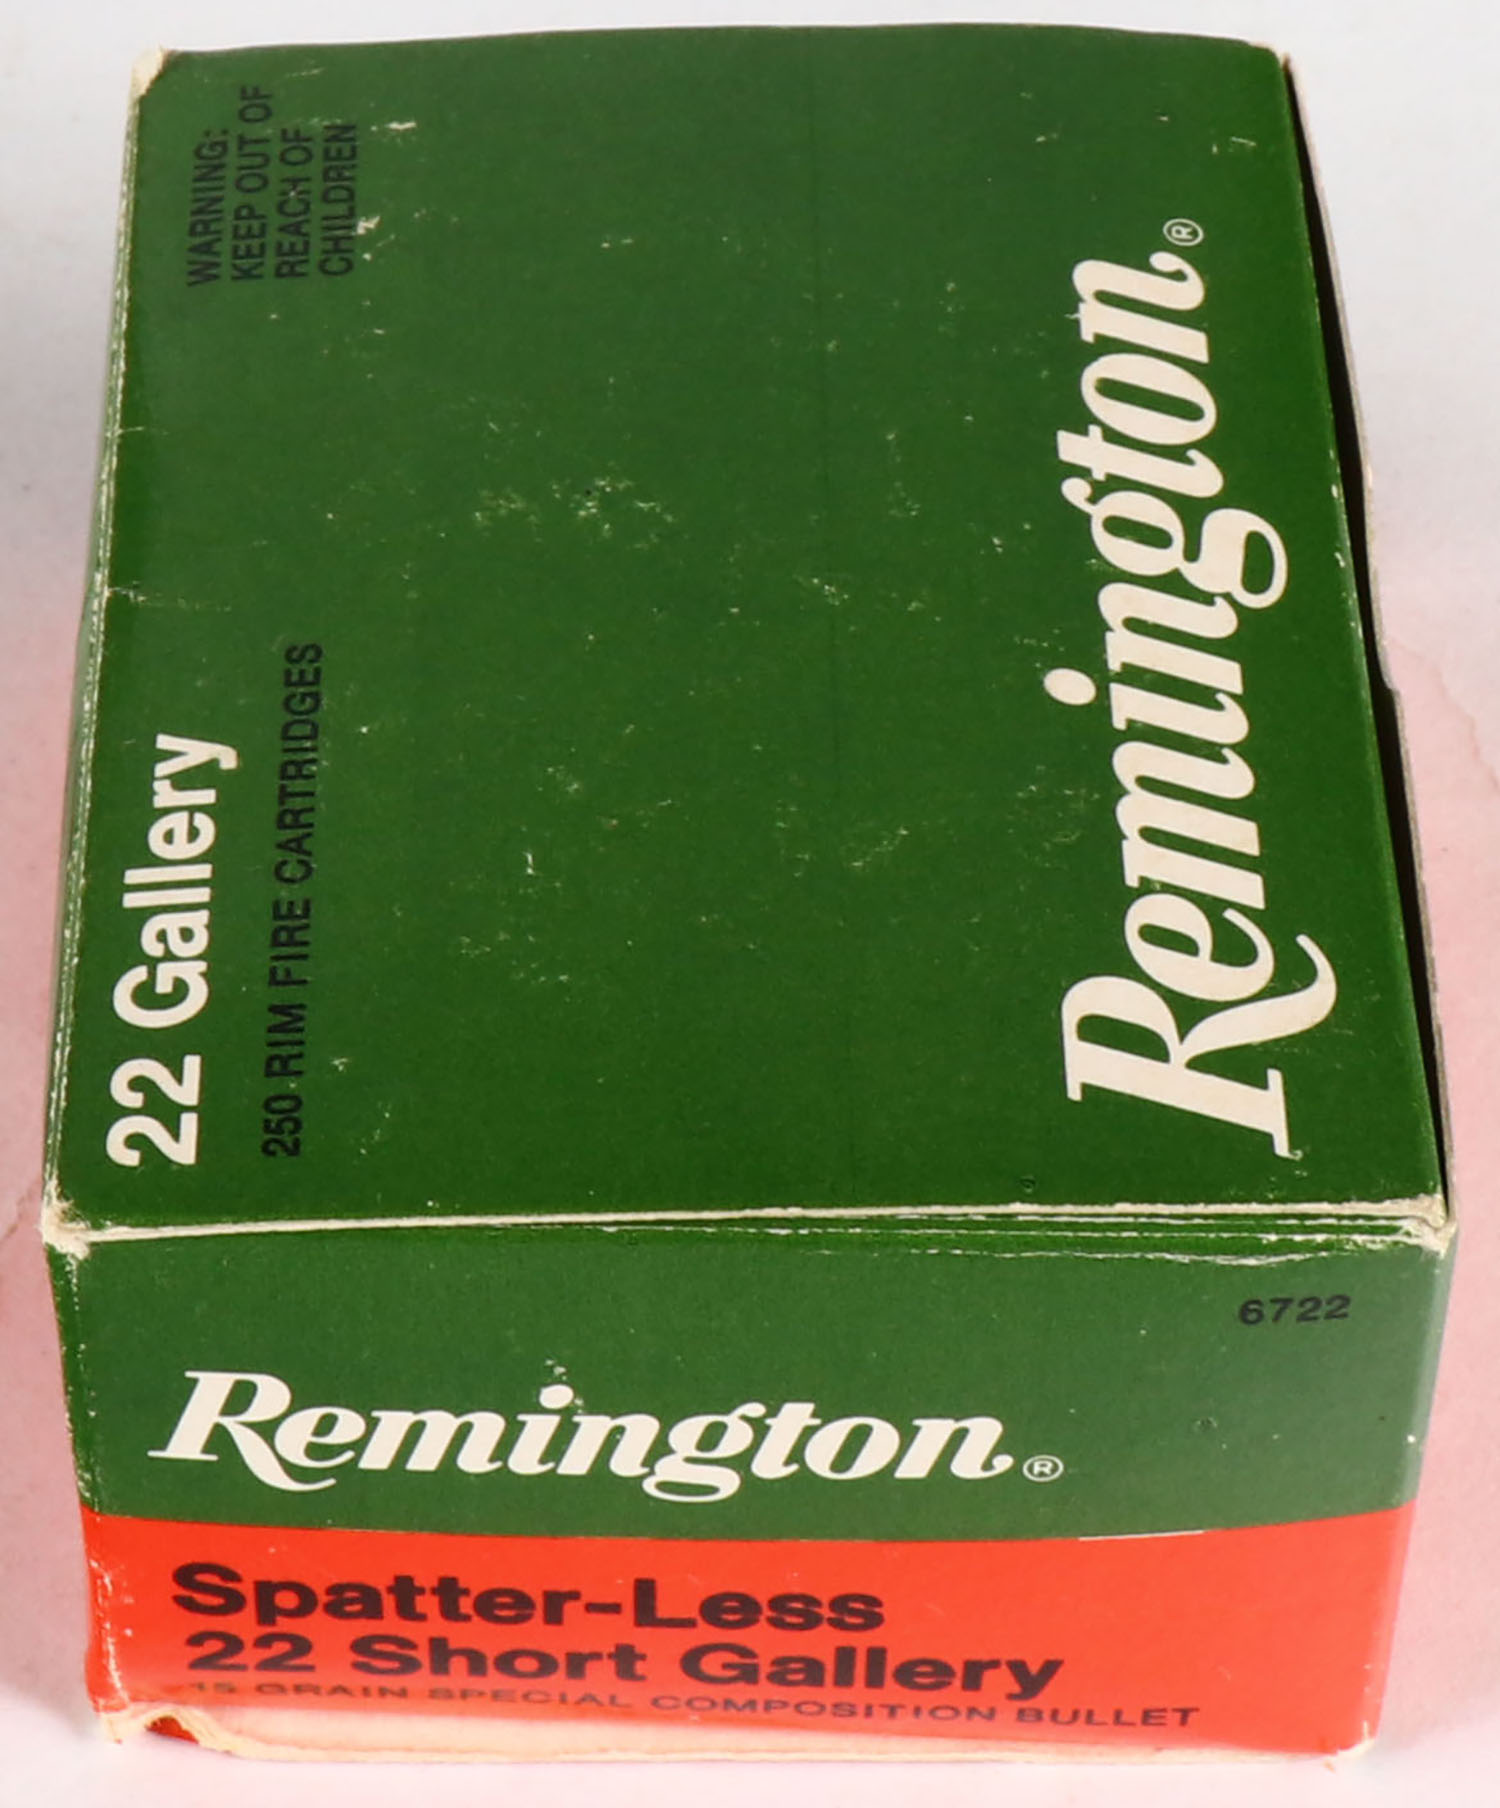 WARNING:
KEEP OUT OF
REACH OF
CHILDREN
22 Gallery
250 RIM FIRE CARTRIDGES
Remington®
6722
Remington®
Spatter-Less
22 Short Gallery
15 GRAIN SPECIAL COMPOSITION BULLET